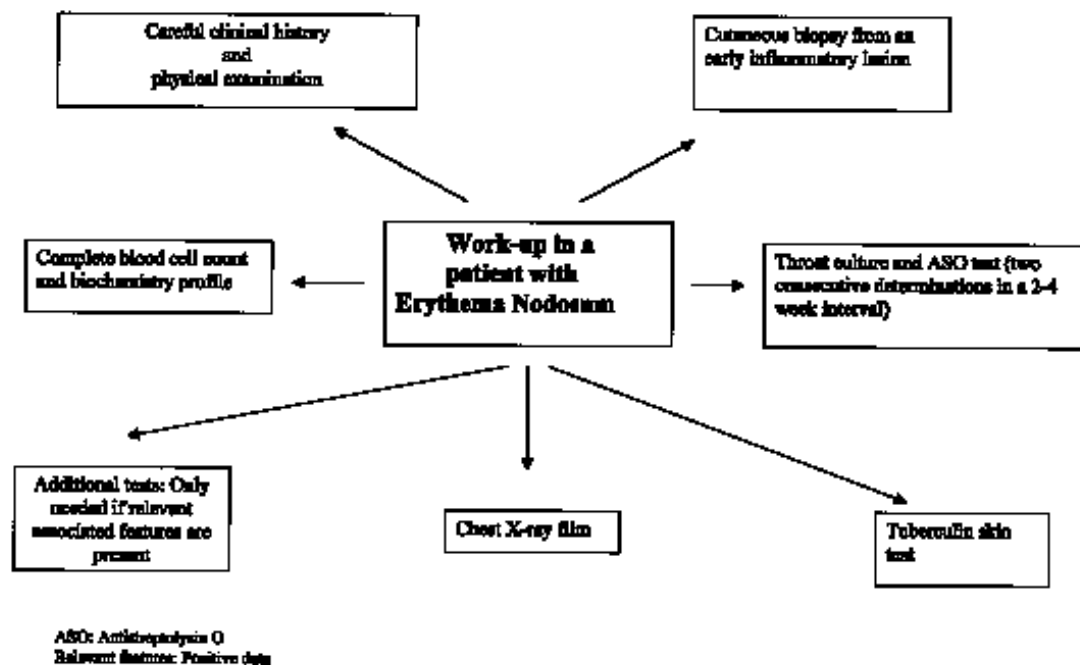 Careful clinical history
and
physical examination
Cutaneous biopsy from an
early inflammatory lesion
Work-up in a
patient with
Erythema Nodosum
Complete blood cell count
and biochemistry profile
Throat culture and ASO test (two
consecutive determinations in a 2-4
week interval)
Additional tests: Only
needed if relevant
associated features are
present
Chest X-ray film
Tuberculin skin
test
ASO: Antistreptolysin O
Relevant features: Positive data